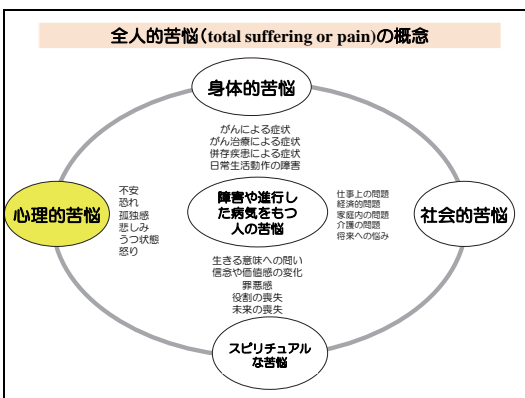 全人的苦悩(total suffering or pain)の概念
身体的苦悩
がんによる症状
がん治療による症状
併存疾患による症状
日常生活動作の障害
心理的苦悩
不安
恐れ
孤独感
悲しみ
うつ状態
怒り
障害や進行し
た病気をもつ
人の苦悩
仕事上の問題
経済的問題
家庭内の問題
介護の問題
将来への悩み
社会的苦悩
生きる意味への問い
信念や価値感の変化
罪悪感
役割の喪失
未来の喪失
スピリチュアル
な苦悩